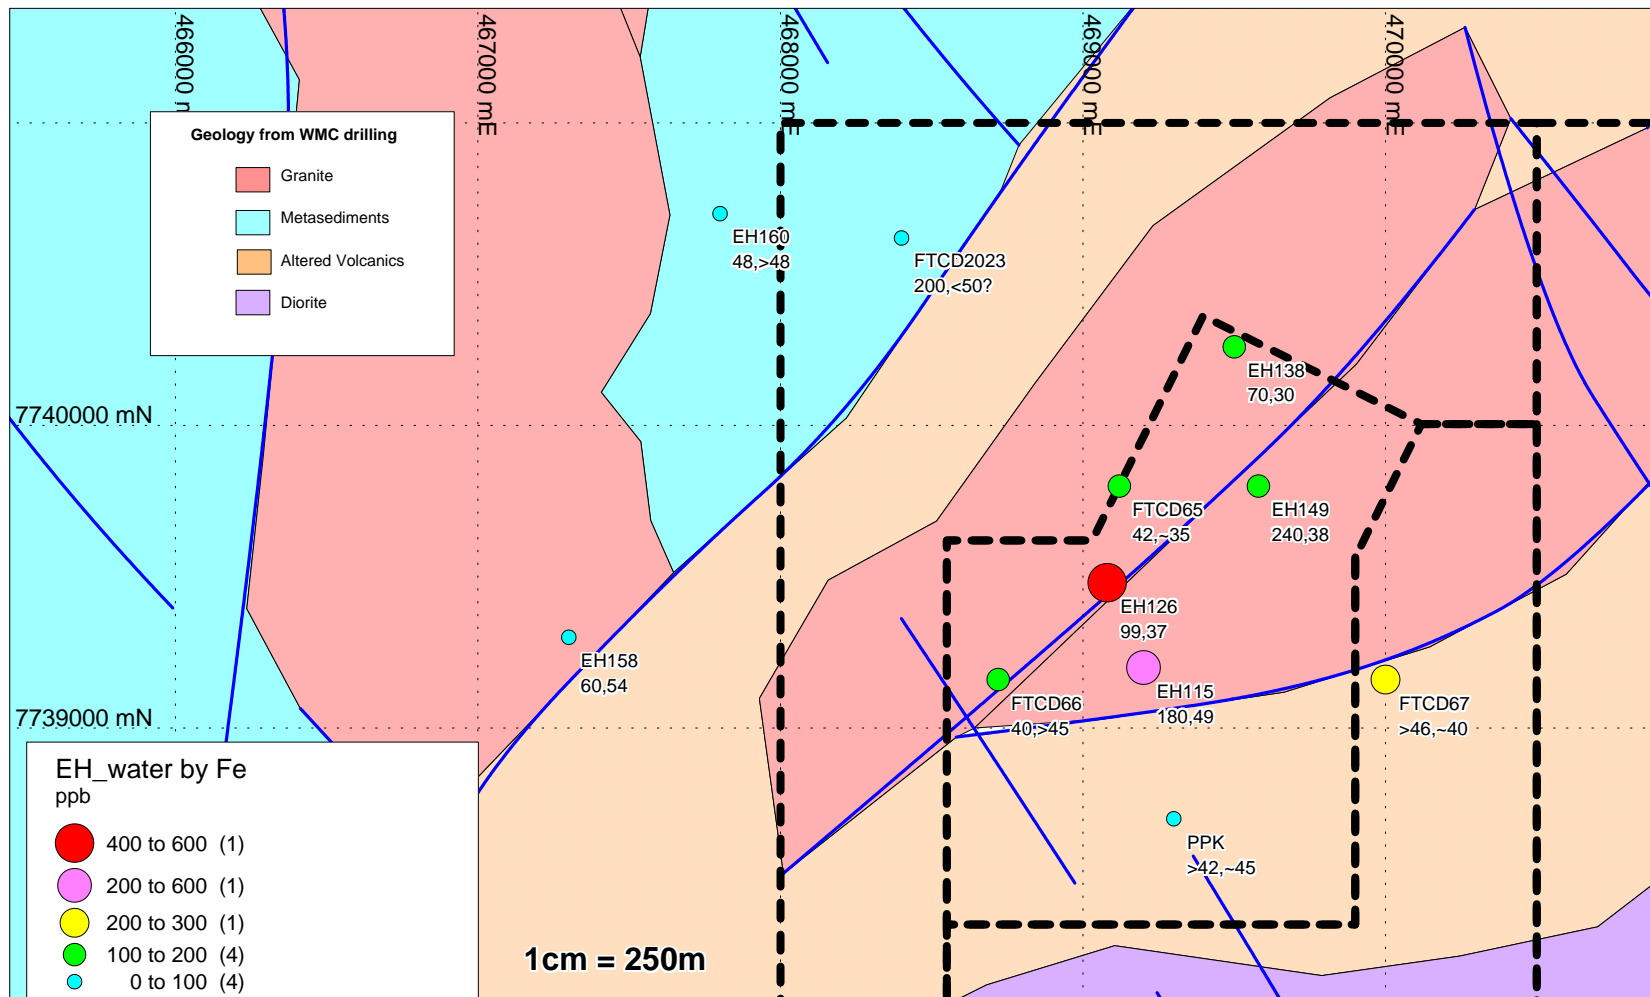 466000 m
467000 mE
468000 mE
469000 mE
470000 mE
Geology from WMC drilling
Granite
Metasediments
Altered Volcanics
Diorite
EH160
48,>48
FTCD2023
200,<50?
EH138
70,30
7740000 mN
FTCD65
42,~35
EH149
240,38
EH126
99,37
EH158
60,54
EH115
180,49
FTCD66
40,>45
FTCD67
>46,~40
7739000 mN
PPK
>42,~45
EH_water by Fe
ppb
400 to 600 (1)
200 to 600 (1)
200 to 300 (1)
100 to 200 (4)
0 to 100 (4)
1cm = 250m